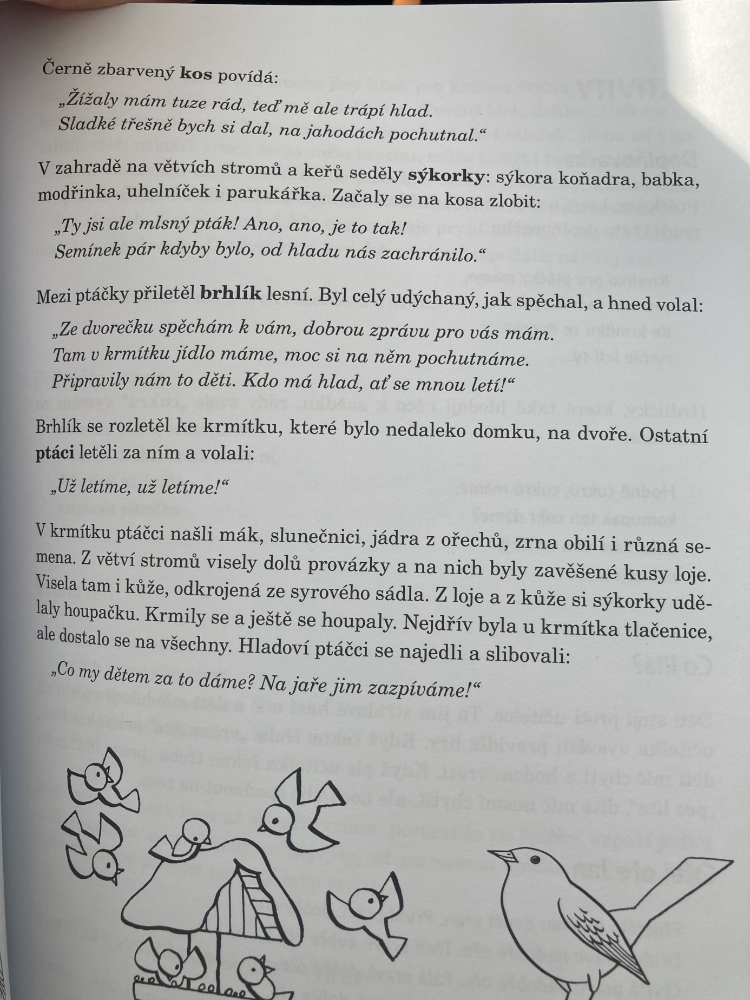 Černě zbarvený kos povídá:
„Žížaly mám tuze rád, teď mě ale trápí hlad.
Sladké třešně bych si dal, na jahodách pochutnal.“
V zahradě na větvích stromů a keřů seděly sýkorky: sýkora koňadra, babka,
modřinka, uhelníček i parukářka. Začaly se na kosa zlobit:
„Ty jsi ale mlsný pták! Ano, ano, je to tak!
Semínek pár kdyby bylo, od hladu nás zachránilo.“
Mezi ptáčky přiletěl brhlík lesní. Byl celý udýchaný, jak spěchal, a hned volal:
„Ze dvorečku spěchám k vám, dobrou zprávu pro vás mám.
Tam v krmítku jídlo máme, moc si na něm pochutnáme.
Připravily nám to děti. Kdo má hlad, ať se mnou letí!“
Brhlík se rozletěl ke krmítku, které bylo nedaleko domku, na dvoře. Ostatní
ptáci letěli za ním a volali:
„Už letíme, už letíme!“
V krmítku ptáčci našli mák, slunečnici, jádra z ořechů, zrna obilí i různá se-
mena. Z větví stromů visely dolů provázky a na nich byly zavěšené kusy loje.
Visela tam i kůže, odkrojená ze syrového sádla. Z loje a z kůže si sýkorky udě-
laly houpačku. Krmily se a ještě se houpaly. Nejdřív byla u krmítka tlačenice,
ale dostalo se na všechny. Hladoví ptáčci se najedli a slibovali:
„Co my dětem za to dáme? Na jaře jim zazpíváme!“